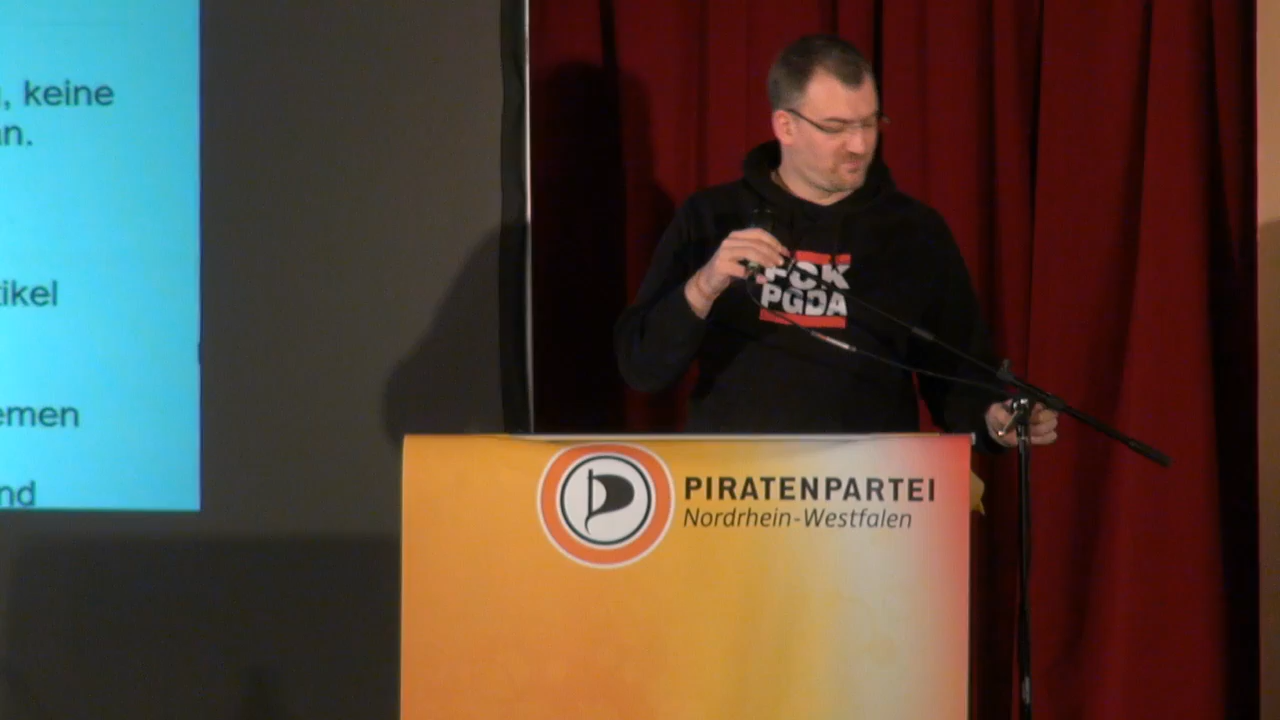 , keine
an.
ikel
emen
nd
FCK
PGDA
PIRATENPARTEI
Nordrhein-Westfalen